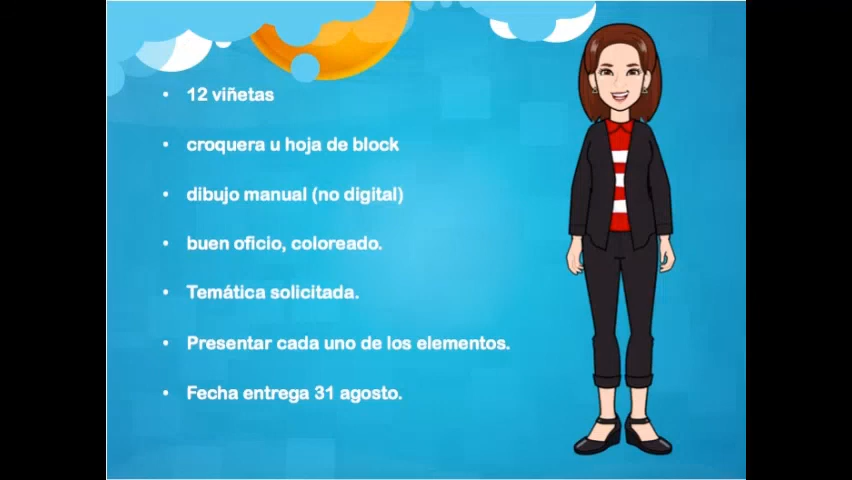 • 12 viñetas
• croquera u hoja de block
• dibujo manual (no digital)
• buen oficio, coloreado.
• Temática solicitada.
• Presentar cada uno de los elementos.
• Fecha entrega 31 agosto.